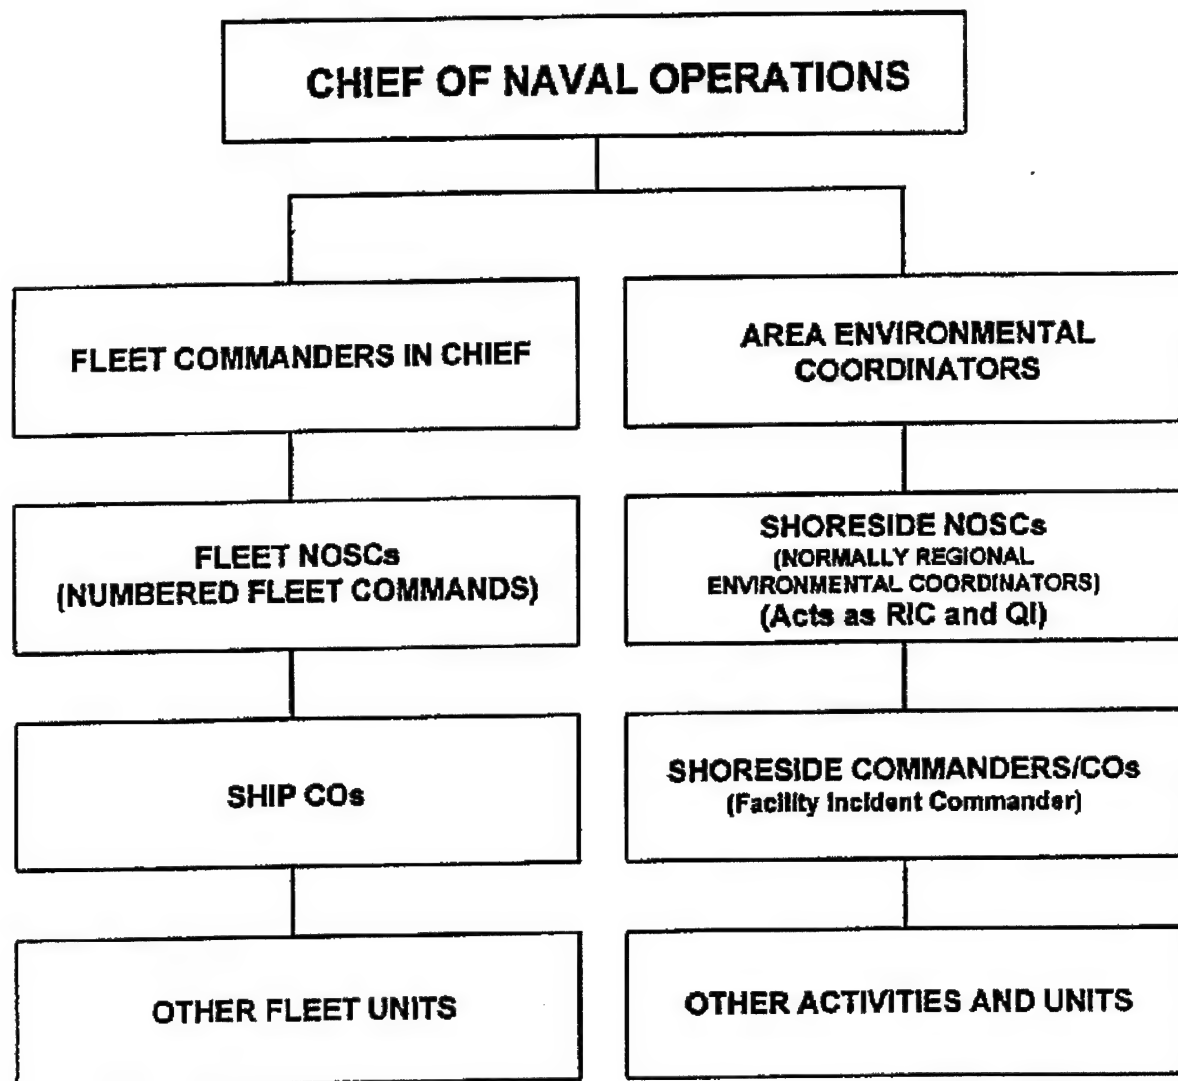 CHIEF OF NAVAL OPERATIONS
FLEET COMMANDERS IN CHIEF
AREA ENVIRONMENTAL
COORDINATORS
FLEET NOSCs
(NUMBERED FLEET COMMANDS)
SHORESIDE NOSCs
(NORMALLY REGIONAL
ENVIRONMENTAL COORDINATORS)
(Acts as RIC and QI)
SHIP COs
SHORESIDE COMMANDERS/COs
(Facility Incident Commander)
OTHER FLEET UNITS
OTHER ACTIVITIES AND UNITS